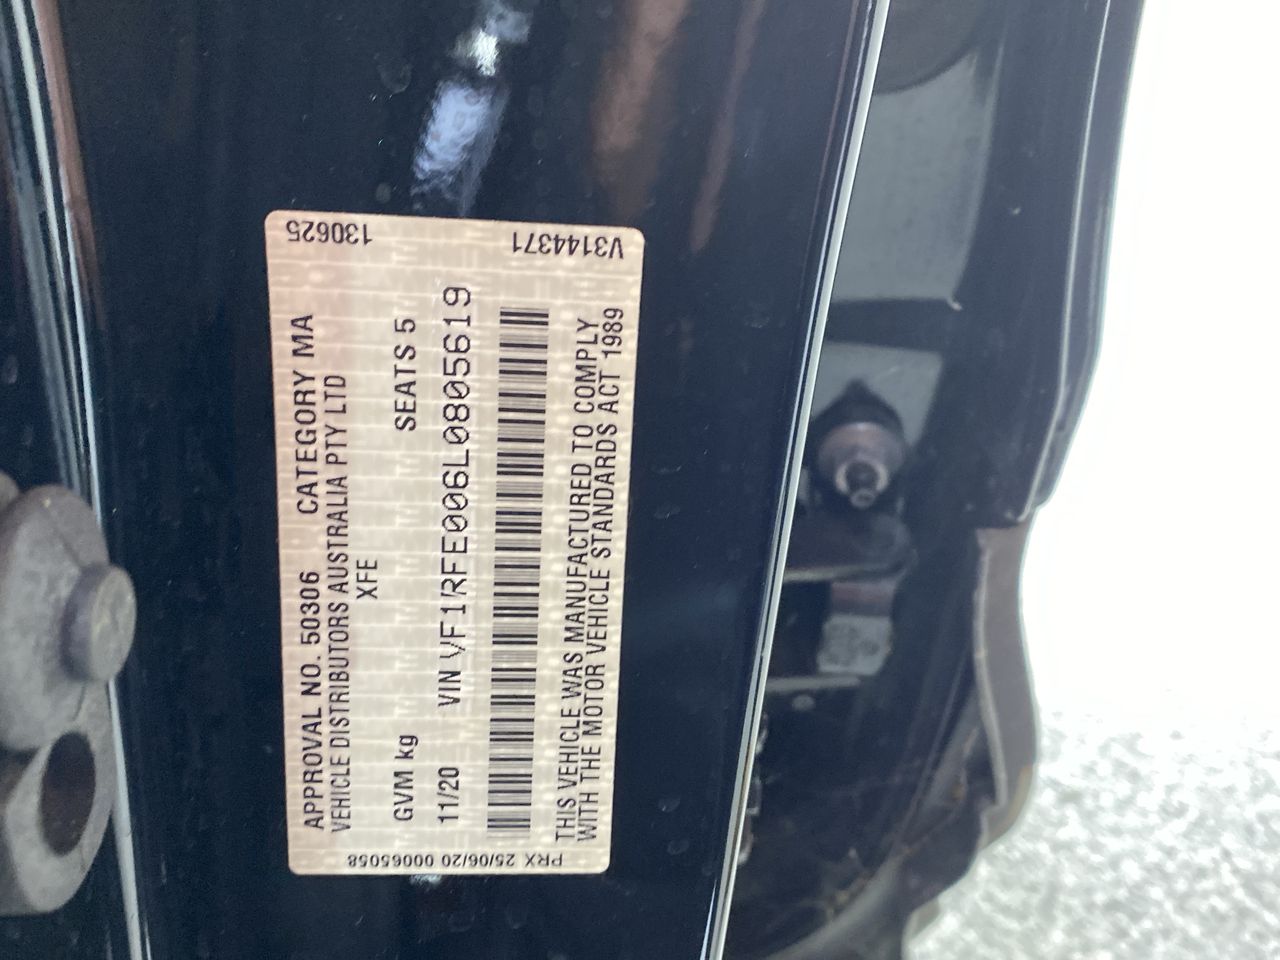 APPROVAL NO. 50306 CATEGORY MA
VEHICLE DISTRIBUTORS AUSTRALIA PTY LTD
XFE
GVM kg SEATS 5
11/20 VIN VF1RFE006L0805619
THIS VEHICLE WAS MANUFACTURED TO COMPLY
WITH THE MOTOR VEHICLE STANDARDS ACT 1989
130625
V3144371
PRX 25/06/20 00065058